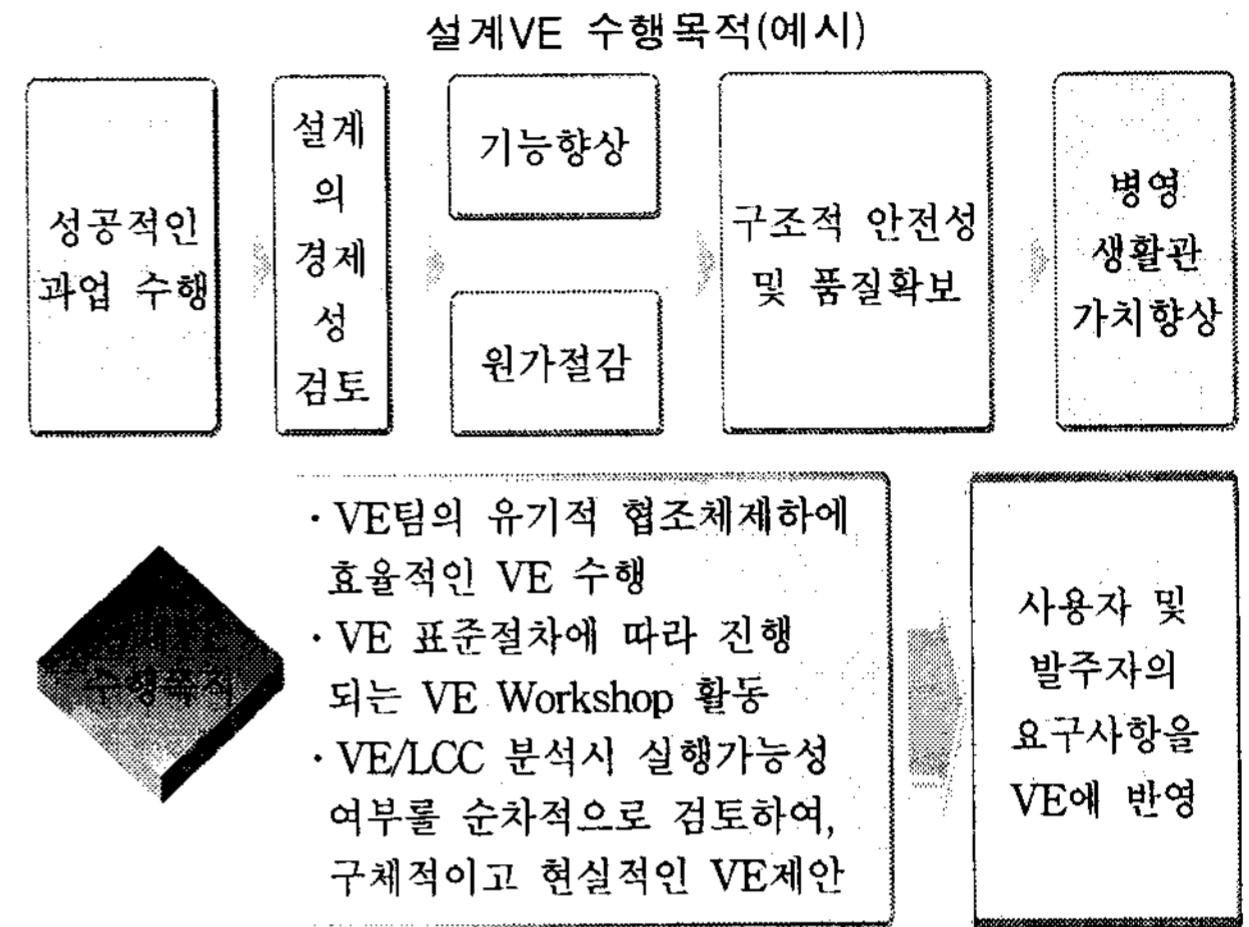 설계VE 수행목적(예시)
성공적인
과업 수행
설계
의
경제
성
검토
기능향상
원가절감
구조적 안전성
및 품질확보
병영
생활관
가치향상
수행목적
· VE팀의 유기적 협조체제하에
효율적인 VE 수행
· VE 표준절차에 따라 진행
되는 VE Workshop 활동
· VE/LCC 분석시 실행가능성
여부를 순차적으로 검토하여,
구체적이고 현실적인 VE제안
사용자 및
발주자의
요구사항을
VE에 반영